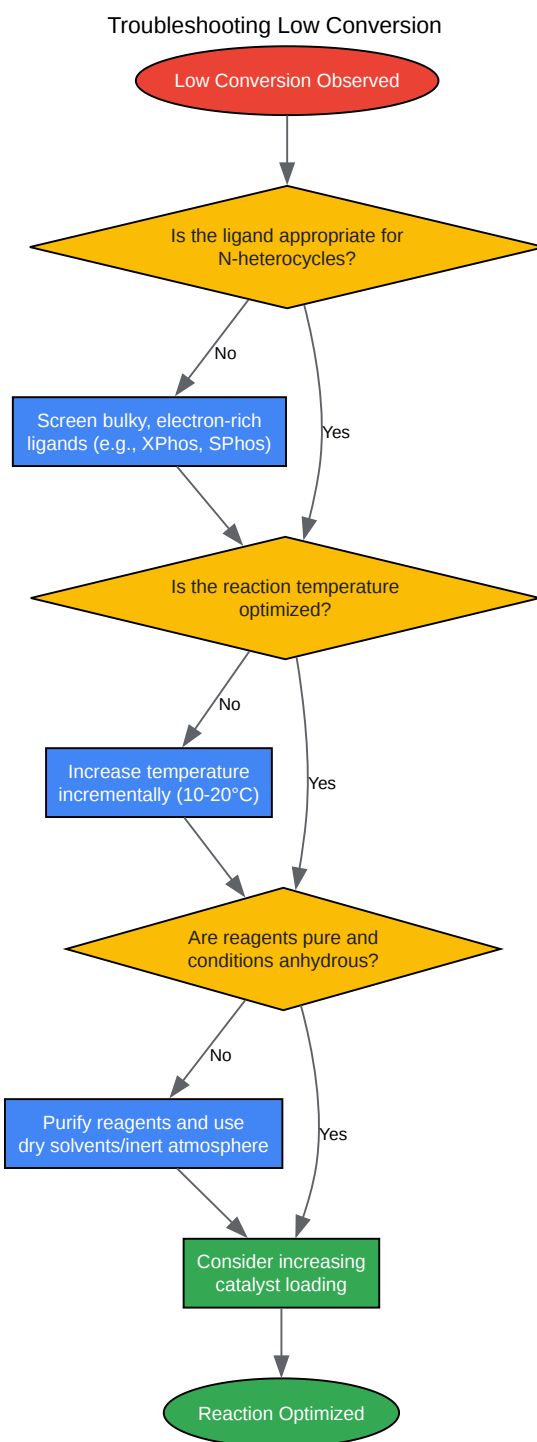 Troubleshooting Low Conversion
Low Conversion Observed
Is the ligand appropriate for
N-heterocycles?
No
Screen bulky, electron-rich
ligands (e.g., XPhos, SPhos)
Yes
Is the reaction temperature
optimized?
No
Increase temperature
incrementally (10-20°C)
Yes
Are reagents pure and
conditions anhydrous?
No
Purify reagents and use
dry solvents/inert atmosphere
Yes
Consider increasing
catalyst loading
Reaction Optimized